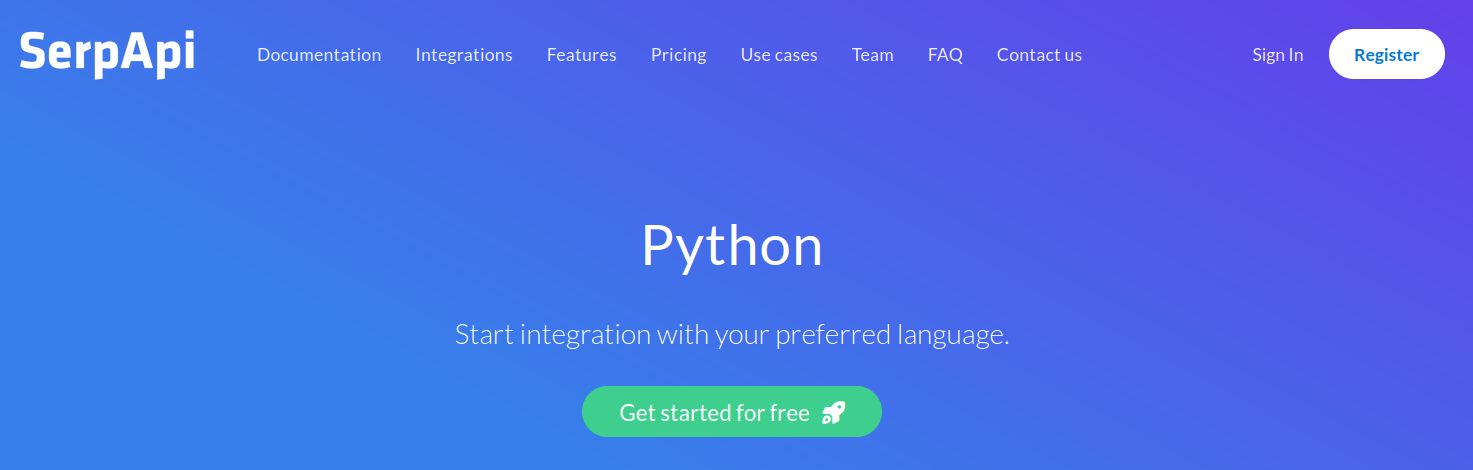 SerpApi Documentation Integrations Features Pricing Use cases Team FAQ Contact us Sign In Register
Python
Start integration with your preferred language.
Get started for free